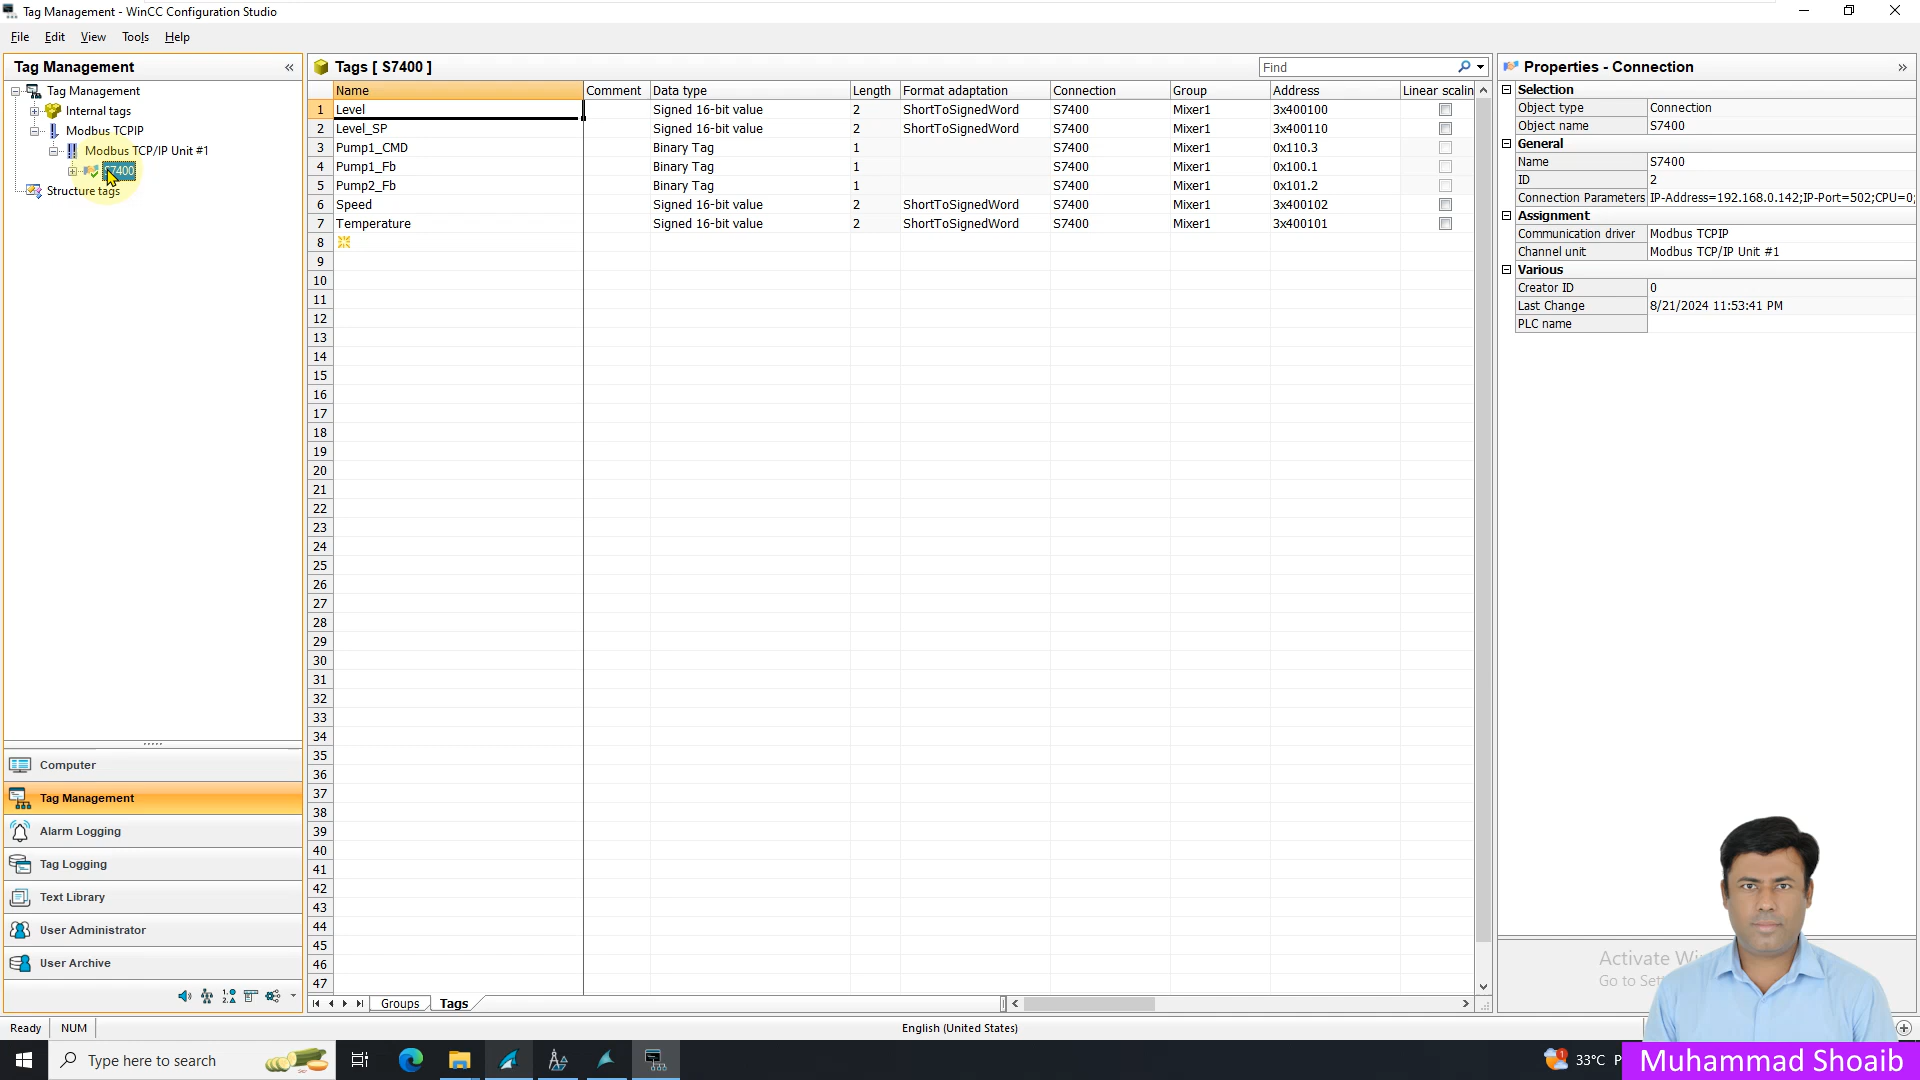 Tag Management - WinCC Configuration Studio
File Edit View Tools Help
Tag Management «
Tag Management
Internal tags
Modbus TCPIP
Modbus TCP/IP Unit #1
S7400
Structure tags
Computer
Tag Management
Alarm Logging
Tag Logging
Text Library
User Administrator
User Archive
Tags [ S7400 ] Find
Name Comment Data type Length Format adaptation Connection Group Address Linear scalin
1 Level Signed 16-bit value 2 ShortToSignedWord S7400 Mixer1 3x400100
2 Level_SP Signed 16-bit value 2 ShortToSignedWord S7400 Mixer1 3x400110
3 Pump1_CMD Binary Tag 1 S7400 Mixer1 0x110.3
4 Pump1_Fb Binary Tag 1 S7400 Mixer1 0x100.1
5 Pump2_Fb Binary Tag 1 S7400 Mixer1 0x101.2
6 Speed Signed 16-bit value 2 ShortToSignedWord S7400 Mixer1 3x400102
7 Temperature Signed 16-bit value 2 ShortToSignedWord S7400 Mixer1 3x400101
8
9
10
11
12
13
14
15
16
17
18
19
20
21
22
23
24
25
26
27
28
29
30
31
32
33
34
35
36
37
38
39
40
41
42
43
44
45
46
47
Groups Tags
Properties - Connection »
Selection
Object type Connection
Object name S7400
General
Name S7400
ID 2
Connection Parameters IP-Address=192.168.0.142;IP-Port=502;CPU=0;
Assignment
Communication driver Modbus TCPIP
Channel unit Modbus TCP/IP Unit #1
Various
Creator ID 0
Last Change 8/21/2024 11:53:41 PM
PLC name
Activate Wi
Go to Set
Ready NUM English (United States)
Type here to search 33°C
Muhammad Shoaib